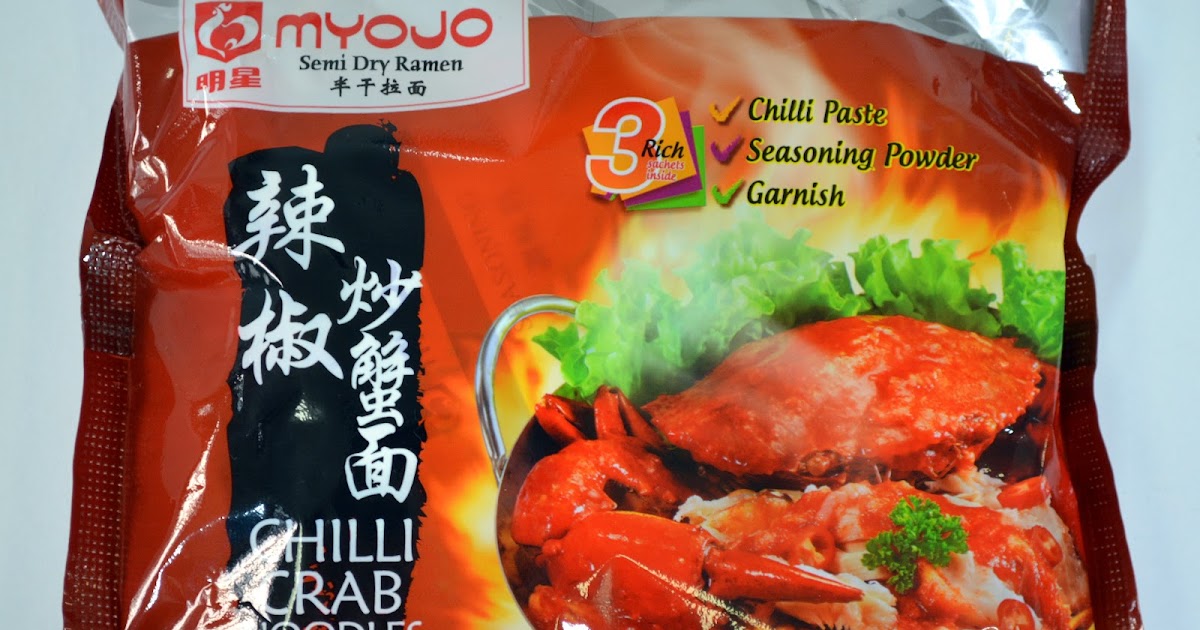 MYOJO
明星
Semi Dry Ramen
半干拉面
3 Rich
sachets
inside
Chilli Paste
Seasoning Powder
Garnish
辣椒
炒蟹面
CHILLI
CRAB
NOODLES